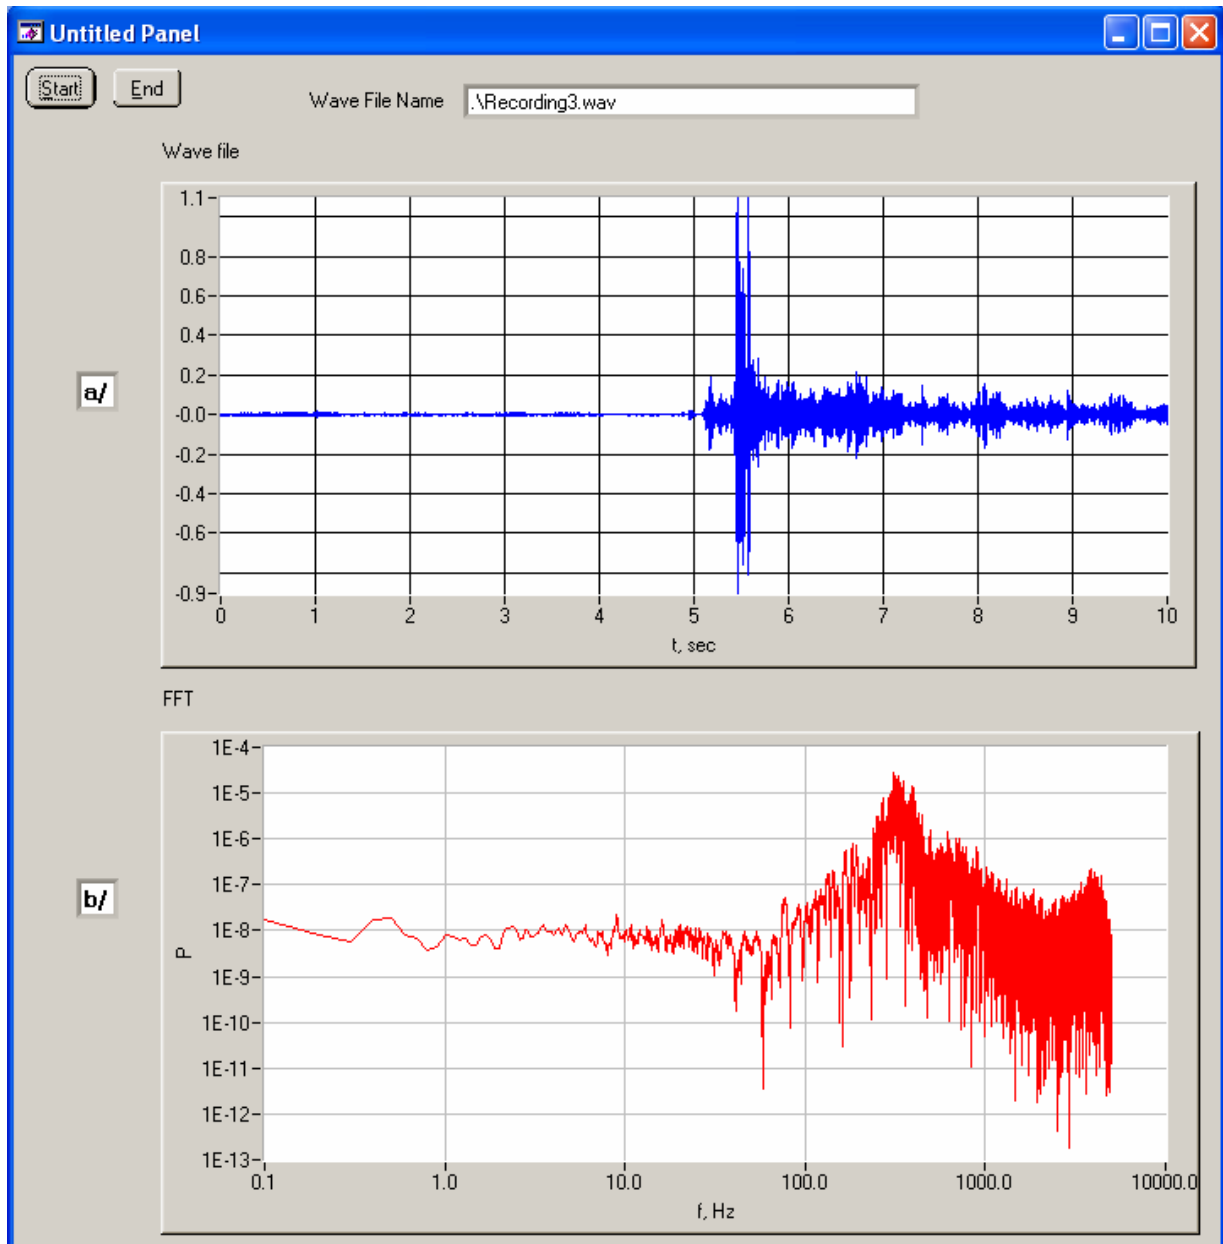 Untitled Panel
Start End
Wave File Name .\Recording3.wav
Wave file
a/
1.1
0.8
0.6
0.4
0.2
-0.0
-0.2
-0.4
-0.6
-0.9
0 1 2 3 4 5 6 7 8 9 10
t, sec
FFT
b/
P
1E-4
1E-5
1E-6
1E-7
1E-8
1E-9
1E-10
1E-11
1E-12
1E-13
0.1 1.0 10.0 100.0 1000.0 10000.0
f, Hz